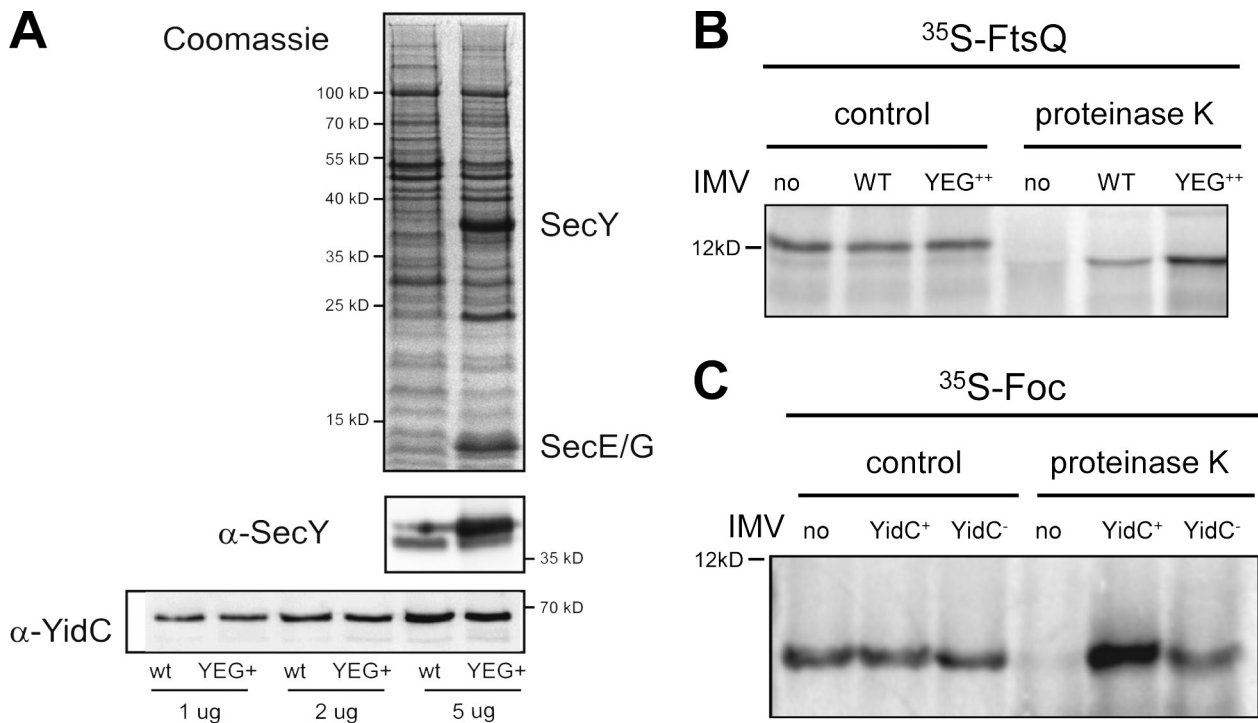 A
Coomassie
100 kD
70 kD
55 kD
40 kD
SecY
35 kD
25 kD
15 kD
SecE/G
α-SecY
35 kD
70 kD
α-YidC
wt YEG+ wt YEG+ wt YEG+
1 ug 2 ug 5 ug
B
³⁵S-FtsQ
control proteinase K
IMV no WT YEG⁺⁺ no WT YEG⁺⁺
12kD
C
³⁵S-Foc
control proteinase K
IMV no YidC⁺ YidC⁻ no YidC⁺ YidC⁻
12kD